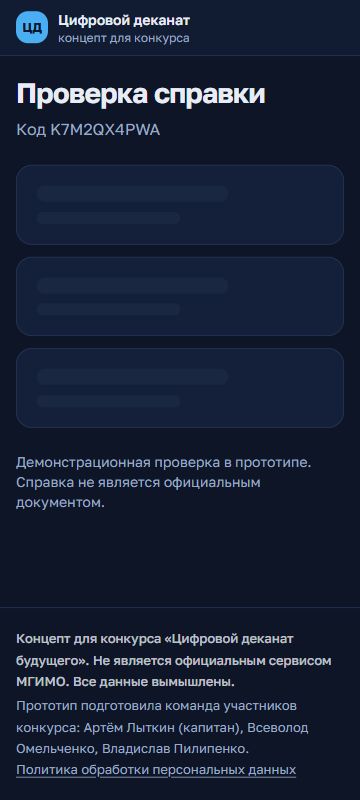 ЦД
Цифровой деканат
концепт для конкурса
Проверка справки
Код K7M2QX4PWA
Демонстрационная проверка в прототипе.
Справка не является официальным
документом.
Концепт для конкурса «Цифровой деканат
будущего». Не является официальным сервисом
МГИМО. Все данные вымышлены.
Прототип подготовила команда участников
конкурса: Артём Лыткин (капитан), Всеволод
Омельченко, Владислав Пилипенко.
Политика обработки персональных данных